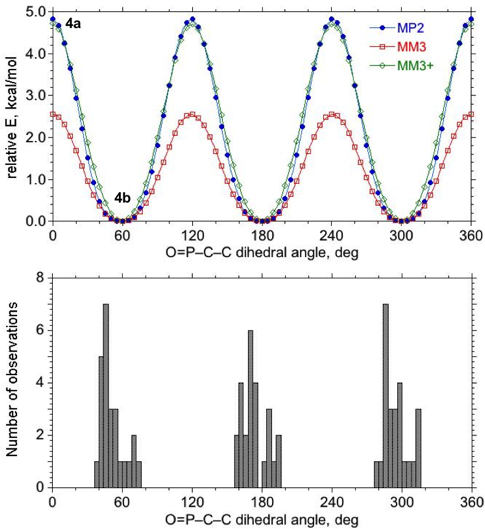 5.0
4a
MP2
MM3
MM3+
4.0
3.0
2.0
1.0
0.0
4b
relative E, kcal/mol
0 60 120 180 240 300 360
O=P–C–C dihedral angle, deg
8
6
4
2
0
Number of observations
0 60 120 180 240 300 360
O=P–C–C dihedral angle, deg